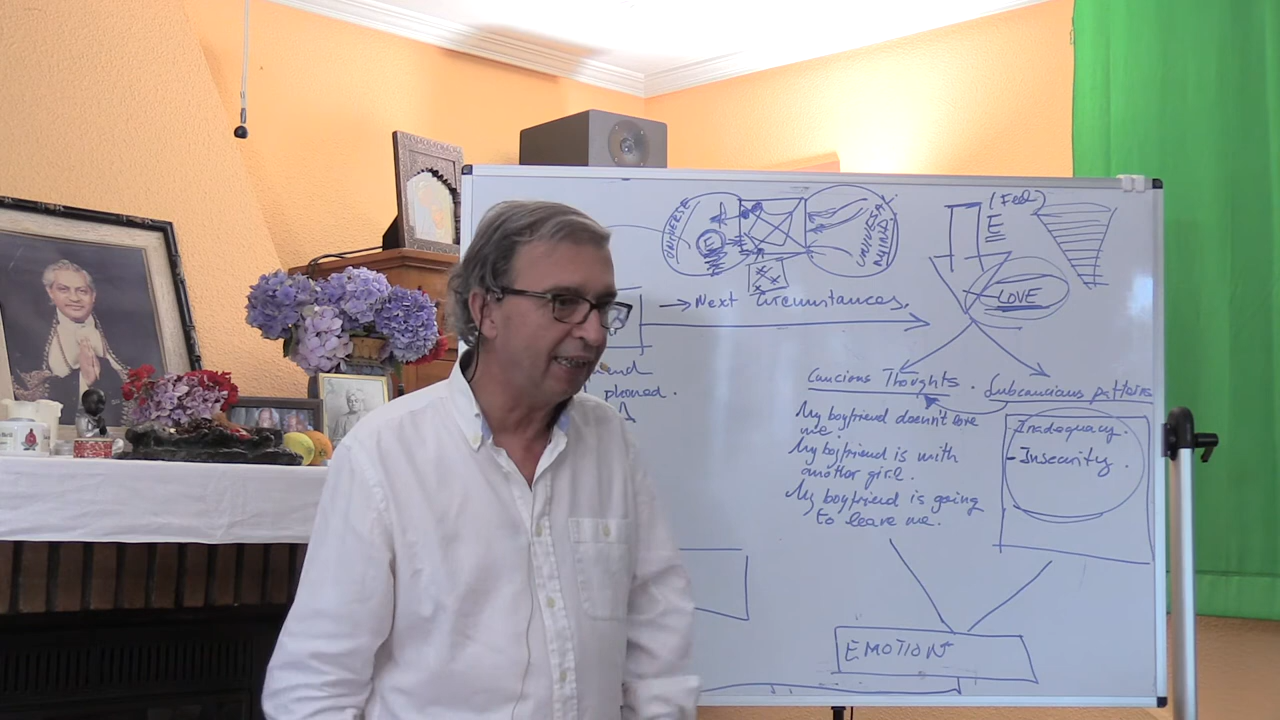 UNIVERSE
E
UNIVERSAL
MIND
(Feel)
E
LOVE
→ Next Circumstances.
phoned.
Concious Thoughts.
Subconcious patterns
My boyfriend doesn't love
me.
My boyfriend is with
another girl.
My boyfriend is going
to leave me.
- Inadequacy.
- Insecurity.
EMOTION